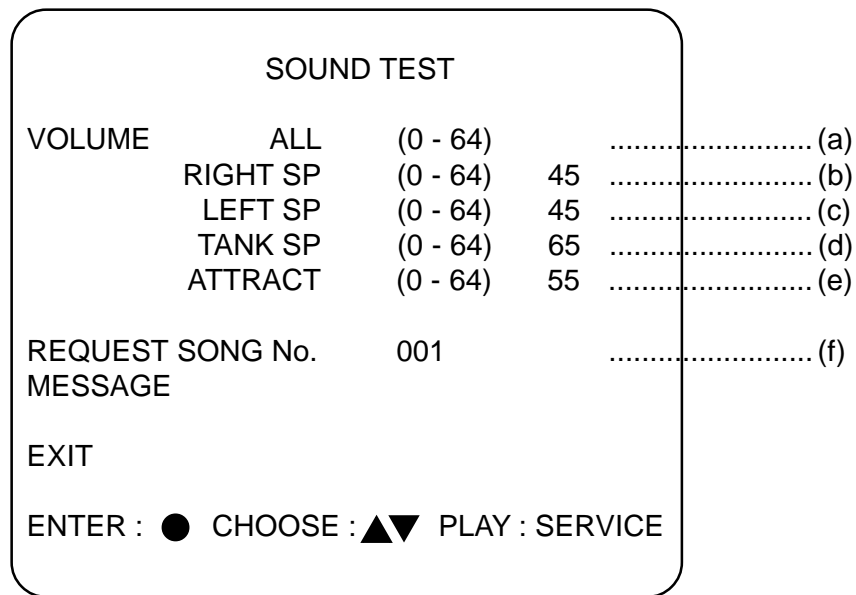 SOUND TEST
VOLUME ALL (0 - 64) ......................... (a)
RIGHT SP (0 - 64) 45 ......................... (b)
LEFT SP (0 - 64) 45 ......................... (c)
TANK SP (0 - 64) 65 ......................... (d)
ATTRACT (0 - 64) 55 ......................... (e)
REQUEST SONG No. 001 ......................... (f)
MESSAGE
EXIT
ENTER : ● CHOOSE : ▲▼ PLAY : SERVICE